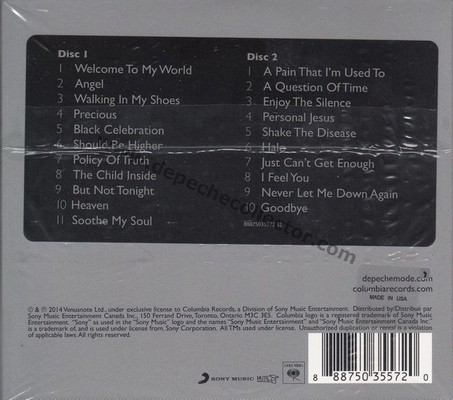 Disc 1
1 Welcome To My World
2 Angel
3 Walking In My Shoes
4 Precious
5 Black Celebration
6 Should Be Higher
7 Policy Of Truth
8 The Child Inside
9 But Not Tonight
10 Heaven
11 Soothe My Soul
Disc 2
1 A Pain That I'm Used To
2 A Question Of Time
3 Enjoy The Silence
4 Personal Jesus
5 Shake The Disease
6 Halo
7 Just Can't Get Enough
8 I Feel You
9 Never Let Me Down Again
10 Goodbye
88875035572 S2
www.depechecollector.com
depechemode.com
columbiarecords.com
MADE IN USA
© & ℗ 2014 Venusnote Ltd., under exclusive license to Columbia Records, a Division of Sony Music Entertainment. Distributed by/Distribué par
Sony Music Entertainment Canada Inc., 150 Ferrand Drive, Toronto, Ontario M3C 3E5. Columbia logo is a registered trademark of Sony Music
Entertainment. "Sony" as used in the "Sony Music" logo and the names "Sony Music Entertainment" and "Sony Music Entertainment Canada Inc."
is a trademark of, and is used under license from, Sony Corporation. All TMs used under license. Unauthorized duplication or rental is a violation of
applicable laws. All rights reserved.
SONY MUSIC
MUTE
8 88750 35572 0